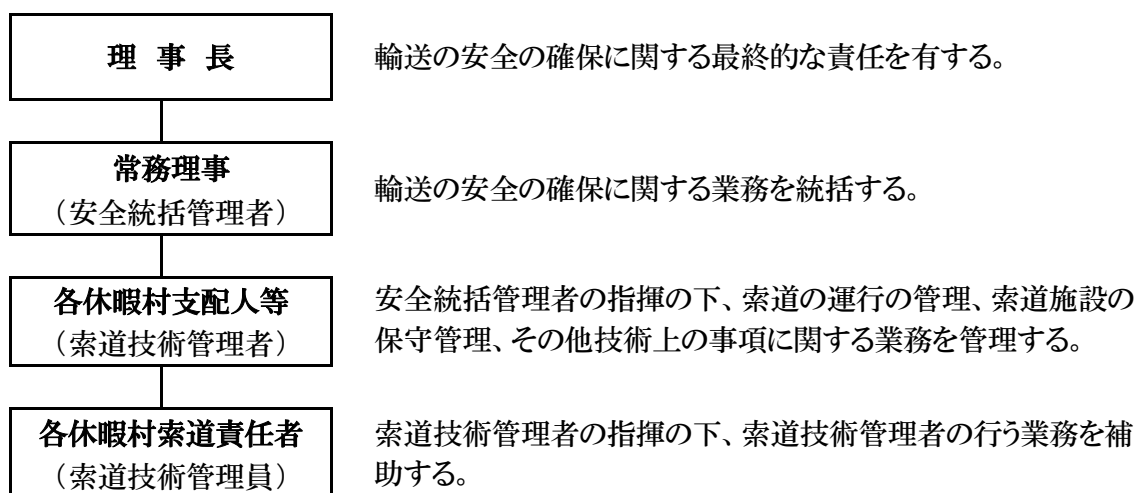 理 事 長
輸送の安全の確保に関する最終的な責任を有する。
常務理事
（安全統括管理者）
輸送の安全の確保に関する業務を統括する。
各休暇村支配人等
（索道技術管理者）
安全統括管理者の指揮の下、索道の運行の管理、索道施設の
保守管理、その他技術上の事項に関する業務を管理する。
各休暇村索道責任者
（索道技術管理員）
索道技術管理者の指揮の下、索道技術管理者の行う業務を補
助する。